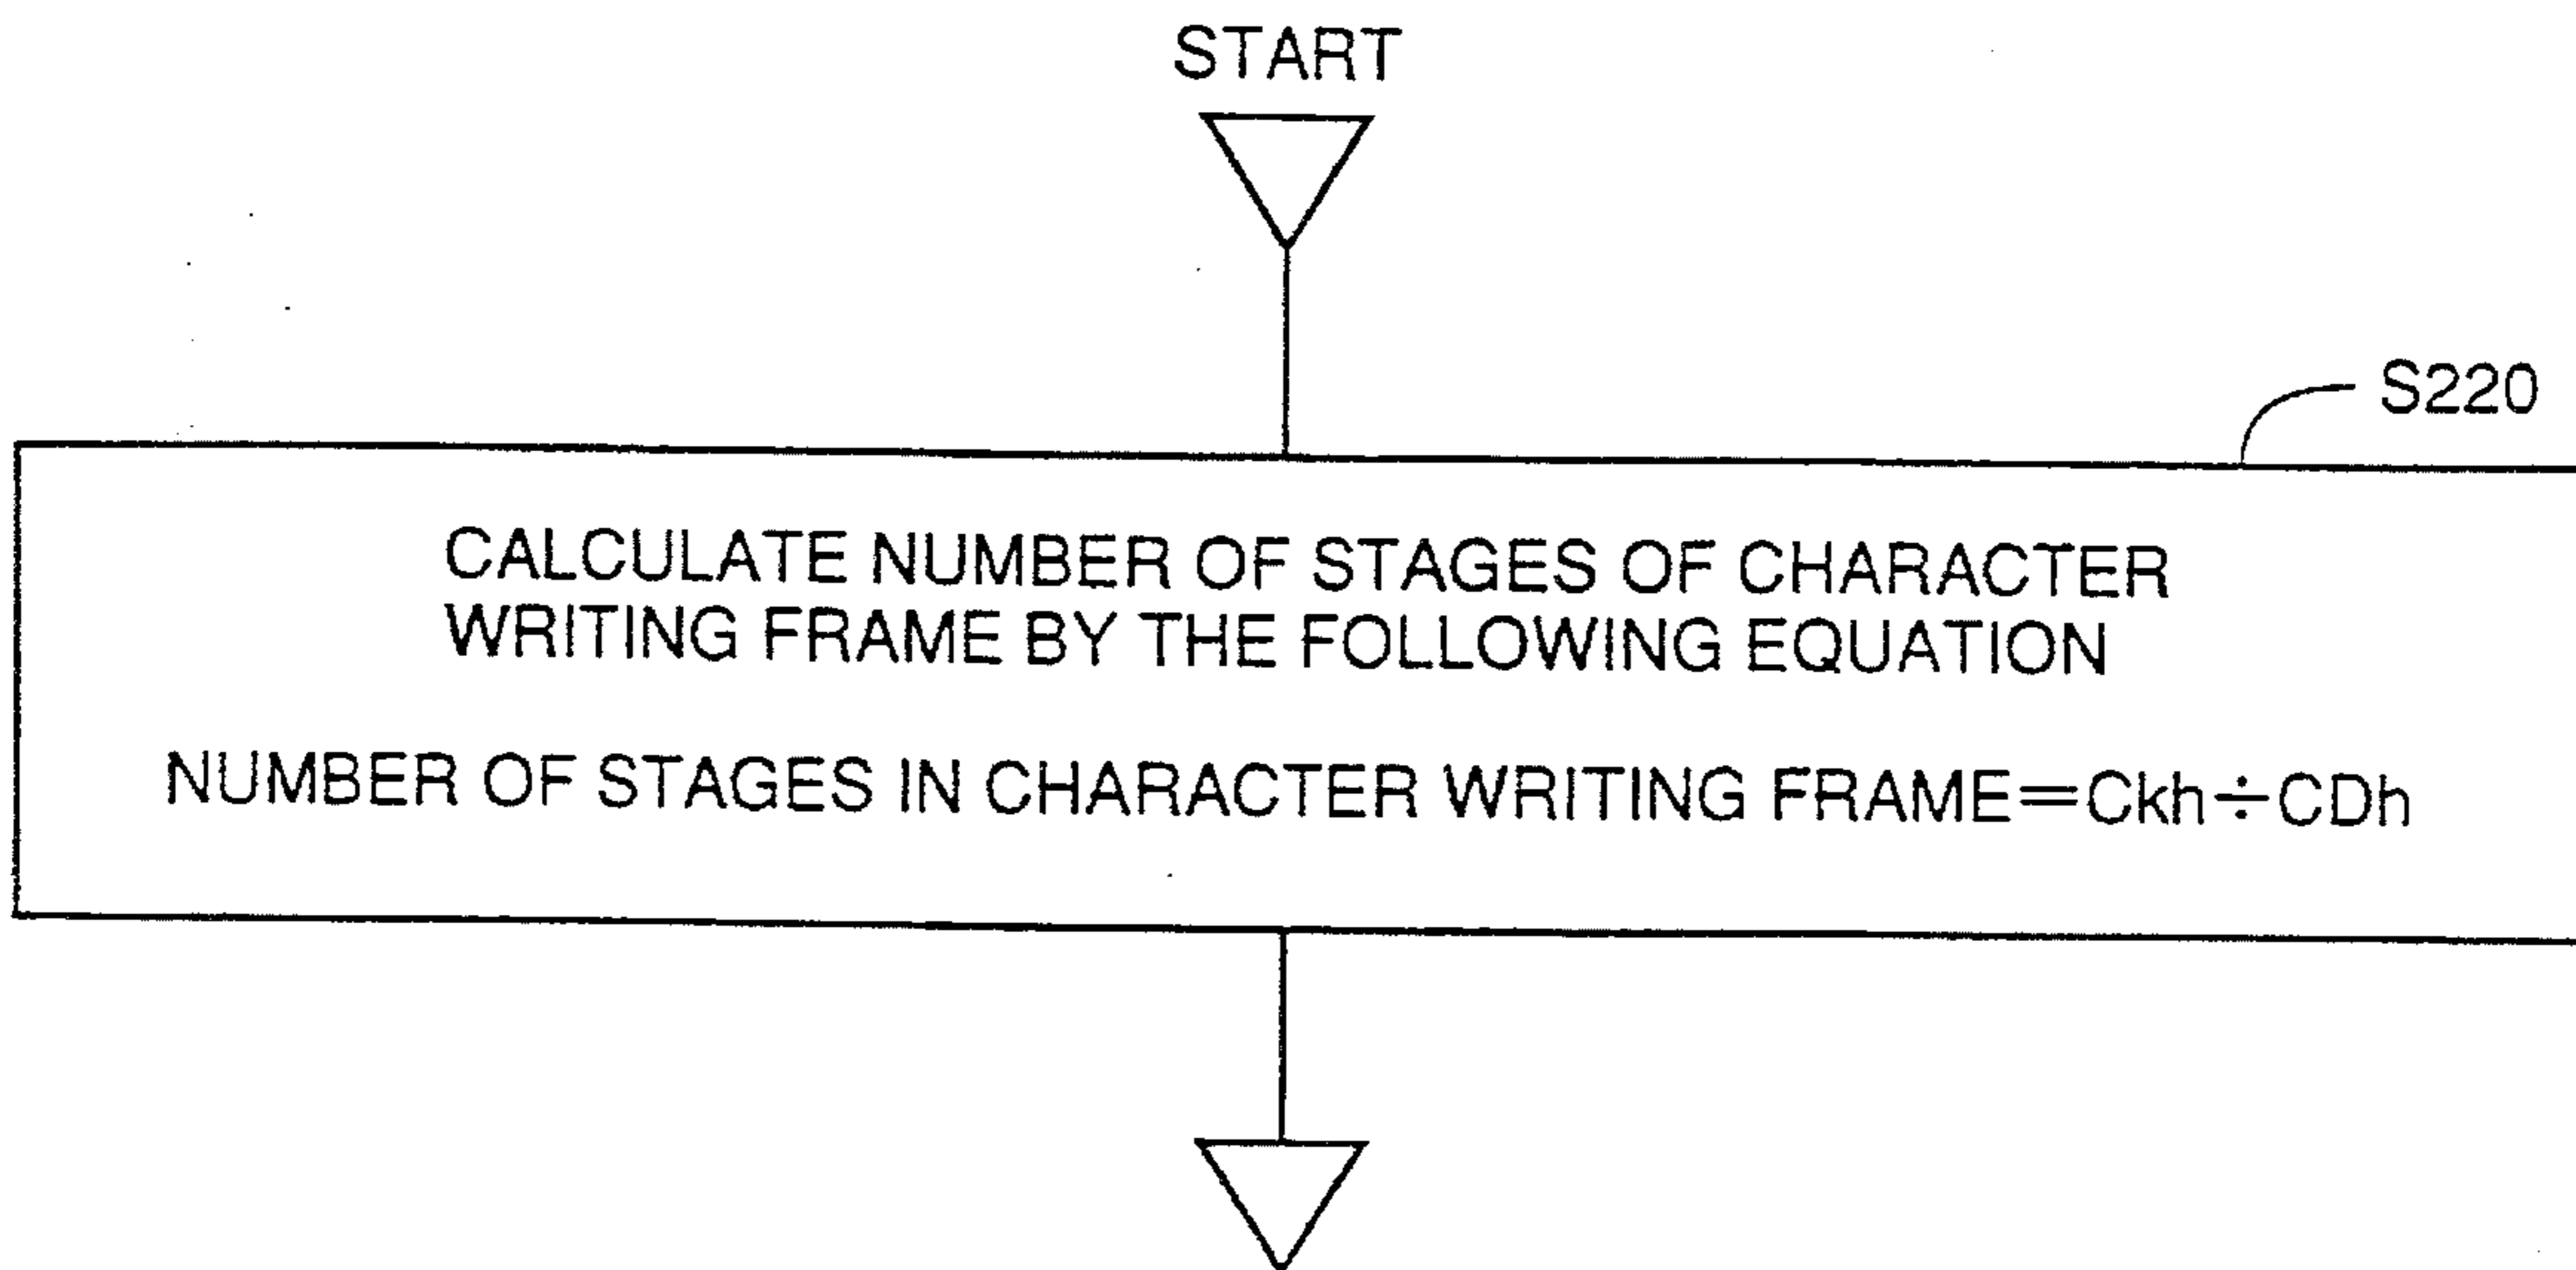 START
S220
CALCULATE NUMBER OF STAGES OF CHARACTER
WRITING FRAME BY THE FOLLOWING EQUATION
NUMBER OF STAGES IN CHARACTER WRITING FRAME=Ckh÷CDh